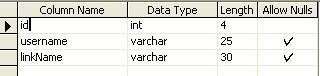 Column Name Data Type Length Allow Nulls
id int 4
username varchar 25
linkName varchar 30